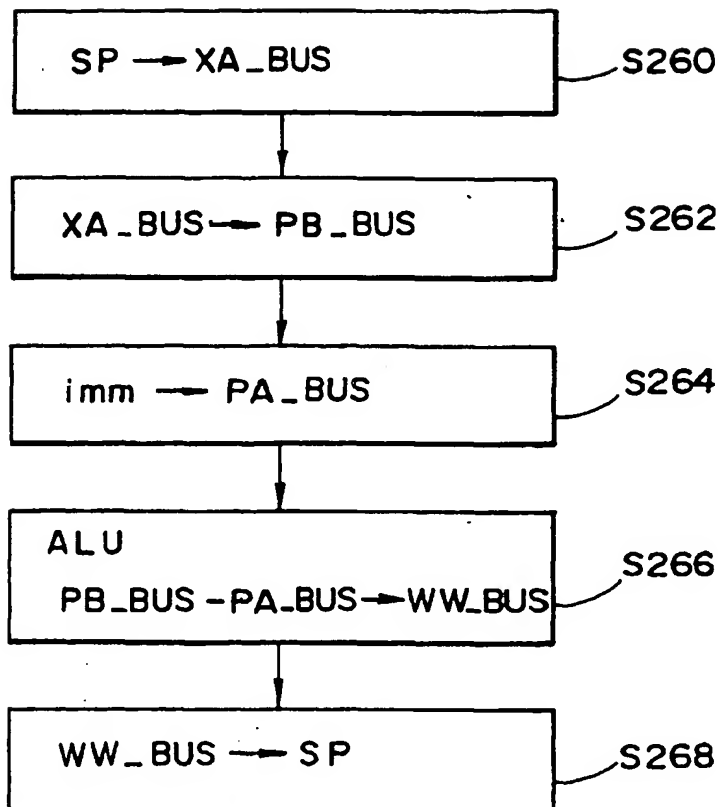 SP → XA_BUS
S260
XA_BUS → PB_BUS
S262
imm → PA_BUS
S264
ALU
PB_BUS - PA_BUS → WW_BUS
S266
WW_BUS → SP
S268